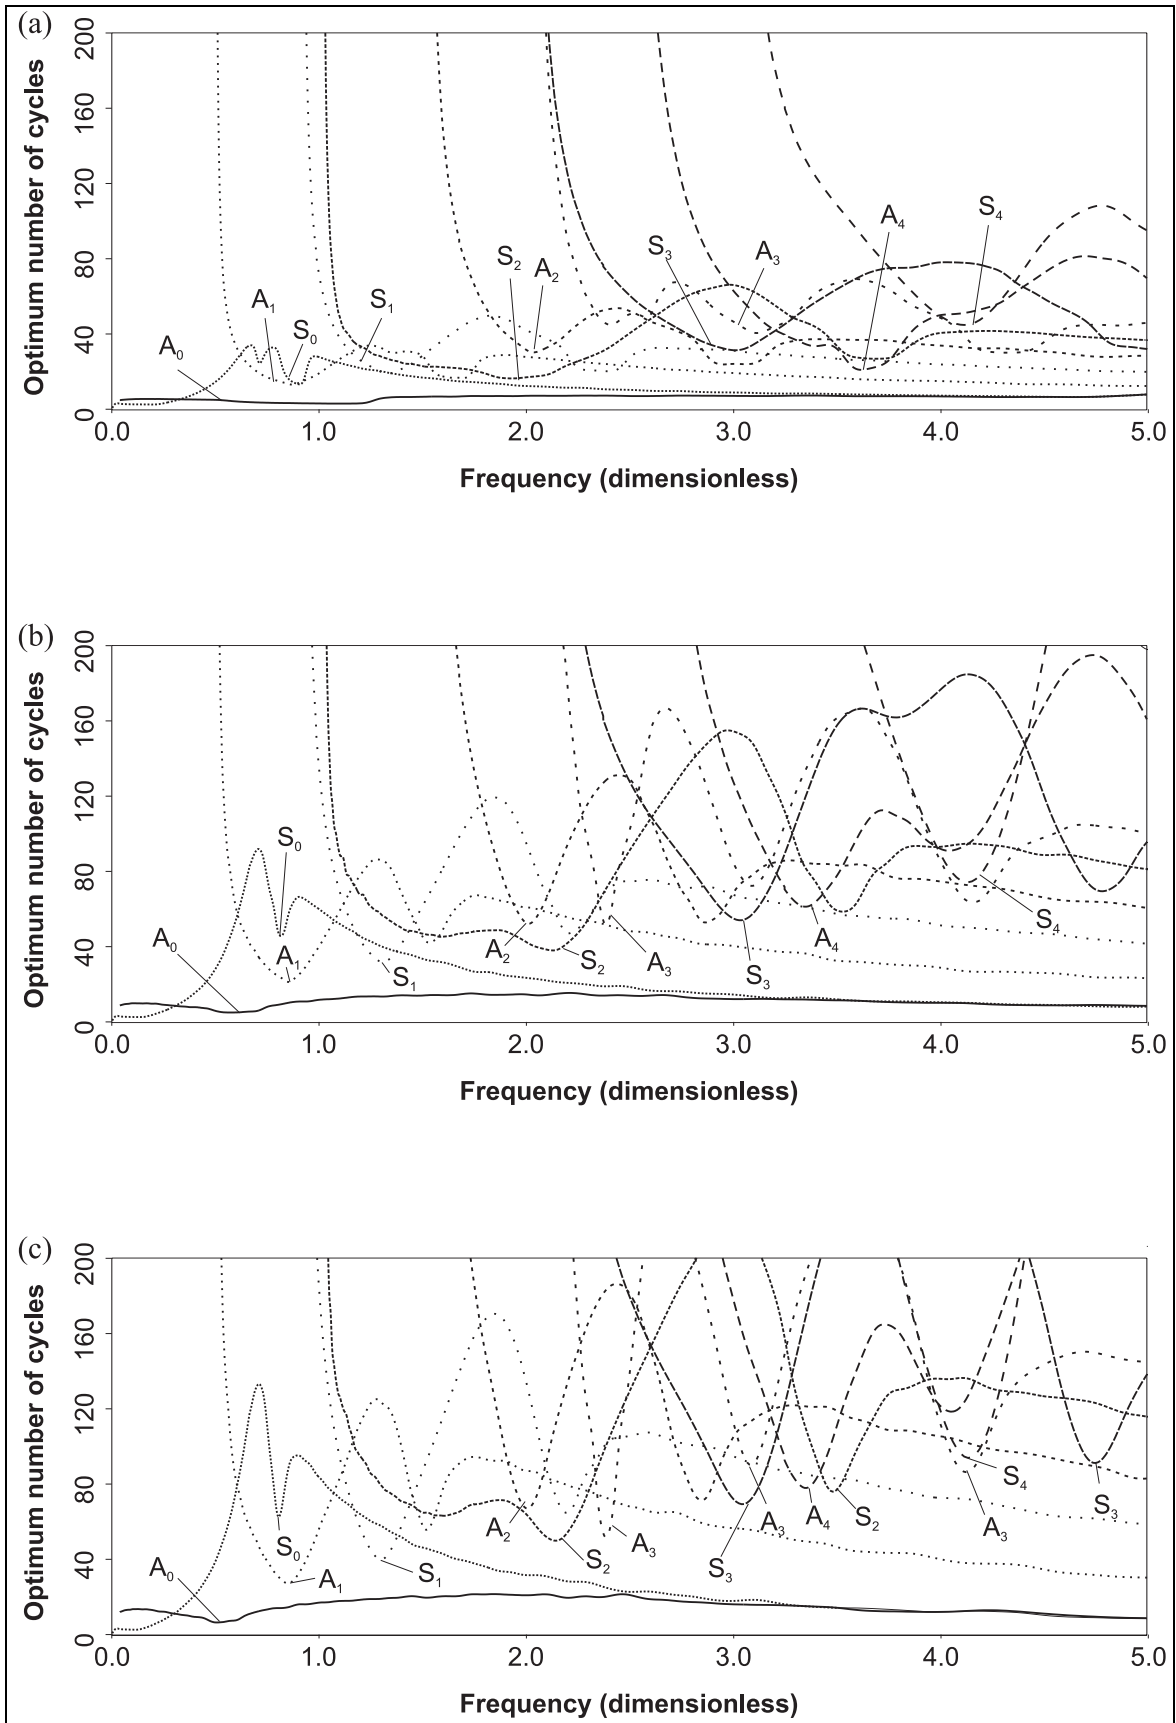 (a)
Optimum number of cycles
200
160
120
80
40
0
A₀
A₁
S₀
S₁
S₂
A₂
S₃
A₃
A₄
S₄
0.0 1.0 2.0 3.0 4.0 5.0
Frequency (dimensionless)
(b)
Optimum number of cycles
200
160
120
80
40
0
A₀
S₀
A₁
S₁
A₂
S₂
A₃
S₃
A₄
S₄
0.0 1.0 2.0 3.0 4.0 5.0
Frequency (dimensionless)
(c)
Optimum number of cycles
200
160
120
80
40
0
A₀
S₀
A₁
S₁
A₂
S₂
A₃
S₃
A₃
A₄
S₂
S₄
A₃
S₃
0.0 1.0 2.0 3.0 4.0 5.0
Frequency (dimensionless)